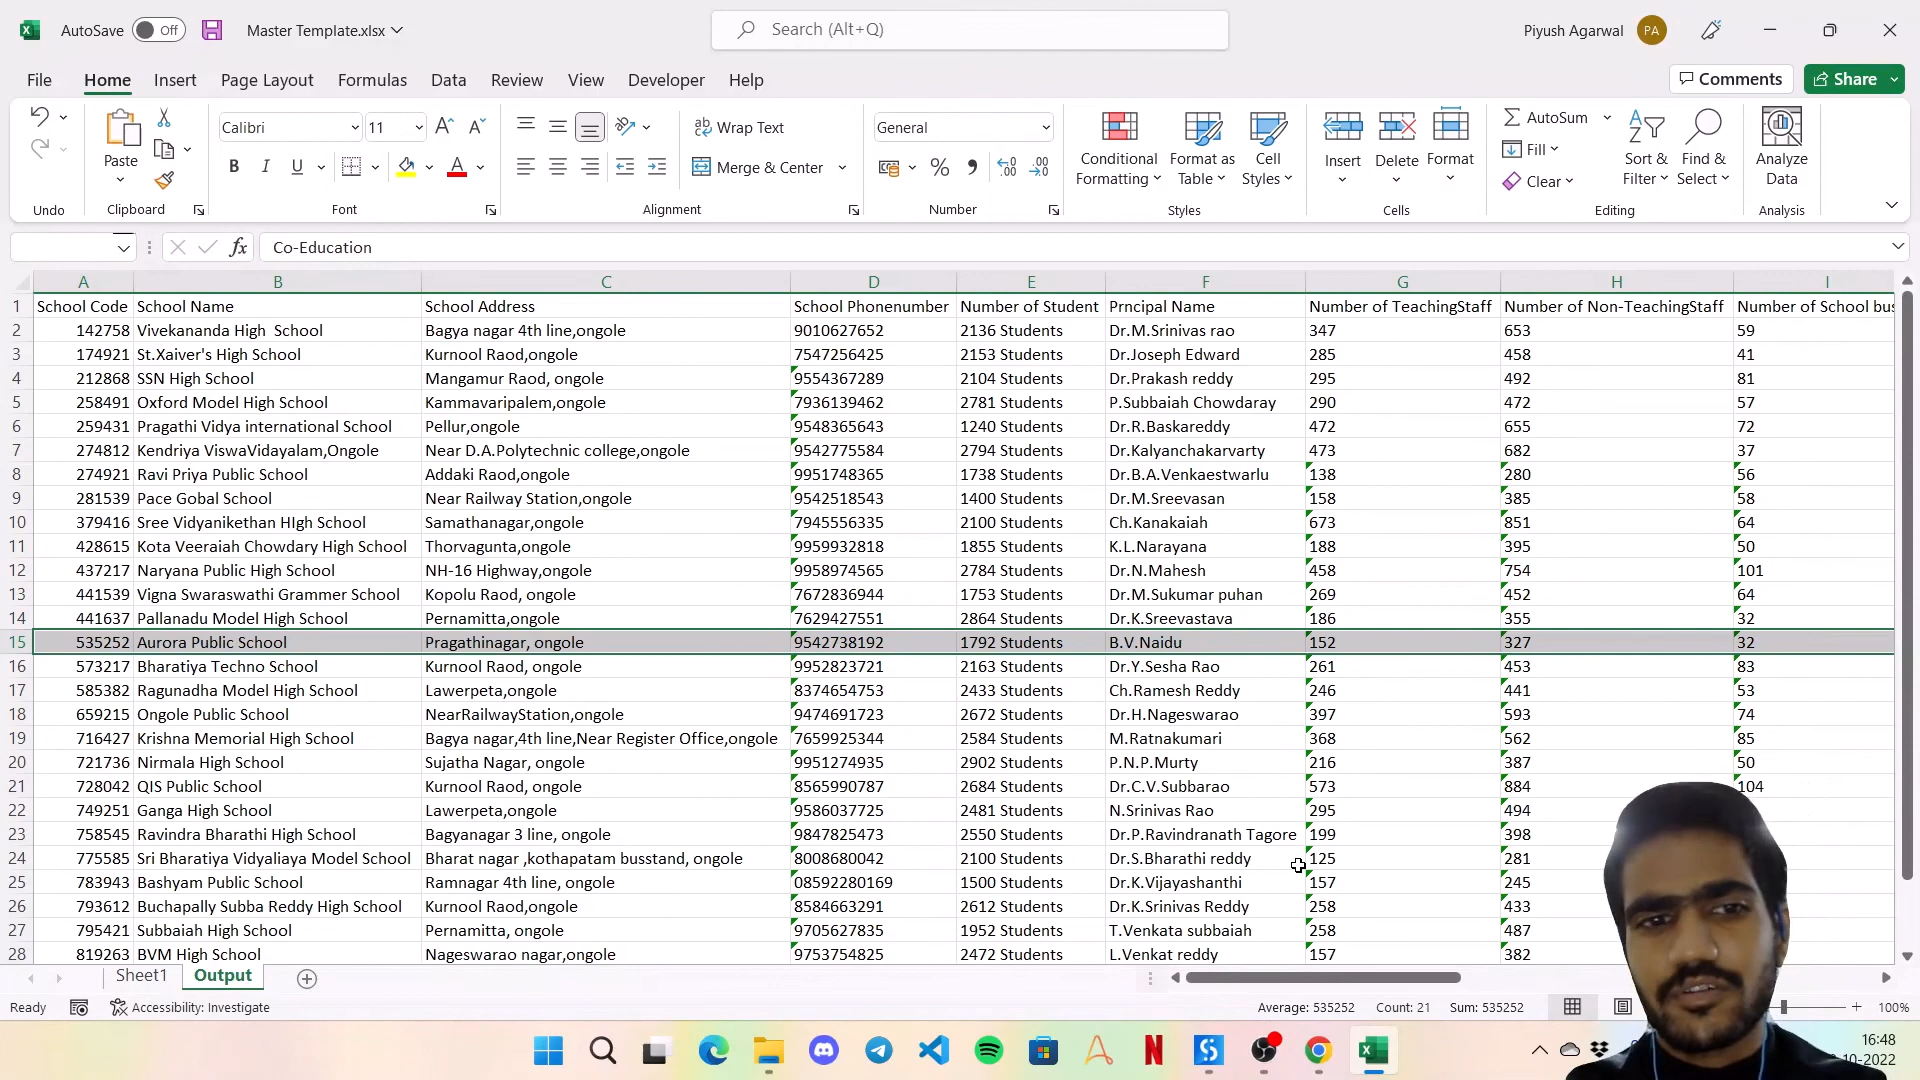 AutoSave Off Master Template.xlsx Search (Alt+Q) Piyush Agarwal PA
File Home Insert Page Layout Formulas Data Review View Developer Help Comments Share
Calibri 11 Wrap Text General AutoSum
Paste Conditional Formatting Format as Table Cell Styles Insert Delete Format Fill Sort & Filter Find & Select Analyze Data
B I U A Merge & Center % Clear
Undo Clipboard Font Alignment Number Styles Cells Editing Analysis
fx Co-Education
A B C D E F G H I
1 School Code School Name School Address School Phonenumber Number of Student Prncipal Name Number of TeachingStaff Number of Non-TeachingStaff Number of School bus
2 142758 Vivekananda High School Bagya nagar 4th line,ongole 9010627652 2136 Students Dr.M.Srinivas rao 347 653 59
3 174921 St.Xaiver's High School Kurnool Raod,ongole 7547256425 2153 Students Dr.Joseph Edward 285 458 41
4 212868 SSN High School Mangamur Raod, ongole 9554367289 2104 Students Dr.Prakash reddy 295 492 81
5 258491 Oxford Model High School Kammavaripalem,ongole 7936139462 2781 Students P.Subbaiah Chowdaray 290 472 57
6 259431 Pragathi Vidya international School Pellur,ongole 9548365643 1240 Students Dr.R.Baskareddy 472 655 72
7 274812 Kendriya ViswaVidayalam,Ongole Near D.A.Polytechnic college,ongole 9542775584 2794 Students Dr.Kalyanchakarvarty 473 682 37
8 274921 Ravi Priya Public School Addaki Raod,ongole 9951748365 1738 Students Dr.B.A.Venkaestwarlu 138 280 56
9 281539 Pace Gobal School Near Railway Station,ongole 9542518543 1400 Students Dr.M.Sreevasan 158 385 58
10 379416 Sree Vidyanikethan HIgh School Samathanagar,ongole 7945556335 2100 Students Ch.Kanakaiah 673 851 64
11 428615 Kota Veeraiah Chowdary High School Thorvagunta,ongole 9959932818 1855 Students K.L.Narayana 188 395 50
12 437217 Naryana Public High School NH-16 Highway,ongole 9958974565 2784 Students Dr.N.Mahesh 458 754 101
13 441539 Vigna Swaraswathi Grammer School Kopolu Raod, ongole 7672836944 1753 Students Dr.M.Sukumar puhan 269 452 64
14 441637 Pallanadu Model High School Pernamitta,ongole 7629427551 2864 Students Dr.K.Sreevastava 186 355 32
15 535252 Aurora Public School Pragathinagar, ongole 9542738192 1792 Students B.V.Naidu 152 327 32
16 573217 Bharatiya Techno School Kurnool Raod, ongole 9952823721 2163 Students Dr.Y.Sesha Rao 261 453 83
17 585382 Ragunadha Model High School Lawerpeta,ongole 8374654753 2433 Students Ch.Ramesh Reddy 246 441 53
18 659215 Ongole Public School NearRailwayStation,ongole 9474691723 2672 Students Dr.H.Nageswarao 397 593 74
19 716427 Krishna Memorial High School Bagya nagar,4th line,Near Register Office,ongole 7659925344 2584 Students M.Ratnakumari 368 562 85
20 721736 Nirmala High School Sujatha Nagar, ongole 9951274935 2902 Students P.N.P.Murty 216 387 50
21 728042 QIS Public School Kurnool Raod, ongole 8565990787 2684 Students Dr.C.V.Subbarao 573 884 104
22 749251 Ganga High School Lawerpeta,ongole 9586037725 2481 Students N.Srinivas Rao 295 494
23 758545 Ravindra Bharathi High School Bagyanagar 3 line, ongole 9847825473 2550 Students Dr.P.Ravindranath Tagore 199 398
24 775585 Sri Bharatiya Vidyaliaya Model School Bharat nagar ,kothapatam busstand, ongole 8008680042 2100 Students Dr.S.Bharathi reddy 125 281
25 783943 Bashyam Public School Ramnagar 4th line, ongole 08592280169 1500 Students Dr.K.Vijayashanthi 157 245
26 793612 Buchapally Subba Reddy High School Kurnool Raod,ongole 8584663291 2612 Students Dr.K.Srinivas Reddy 258 433
27 795421 Subbaiah High School Pernamitta, ongole 9705627835 1952 Students T.Venkata subbaiah 258 487
28 819263 BVM High School Nageswarao nagar,ongole 9753754825 2472 Students L.Venkat reddy 157 382
Sheet1 Output
Ready Accessibility: Investigate Average: 535252 Count: 21 Sum: 535252 100%
16:48
10-2022